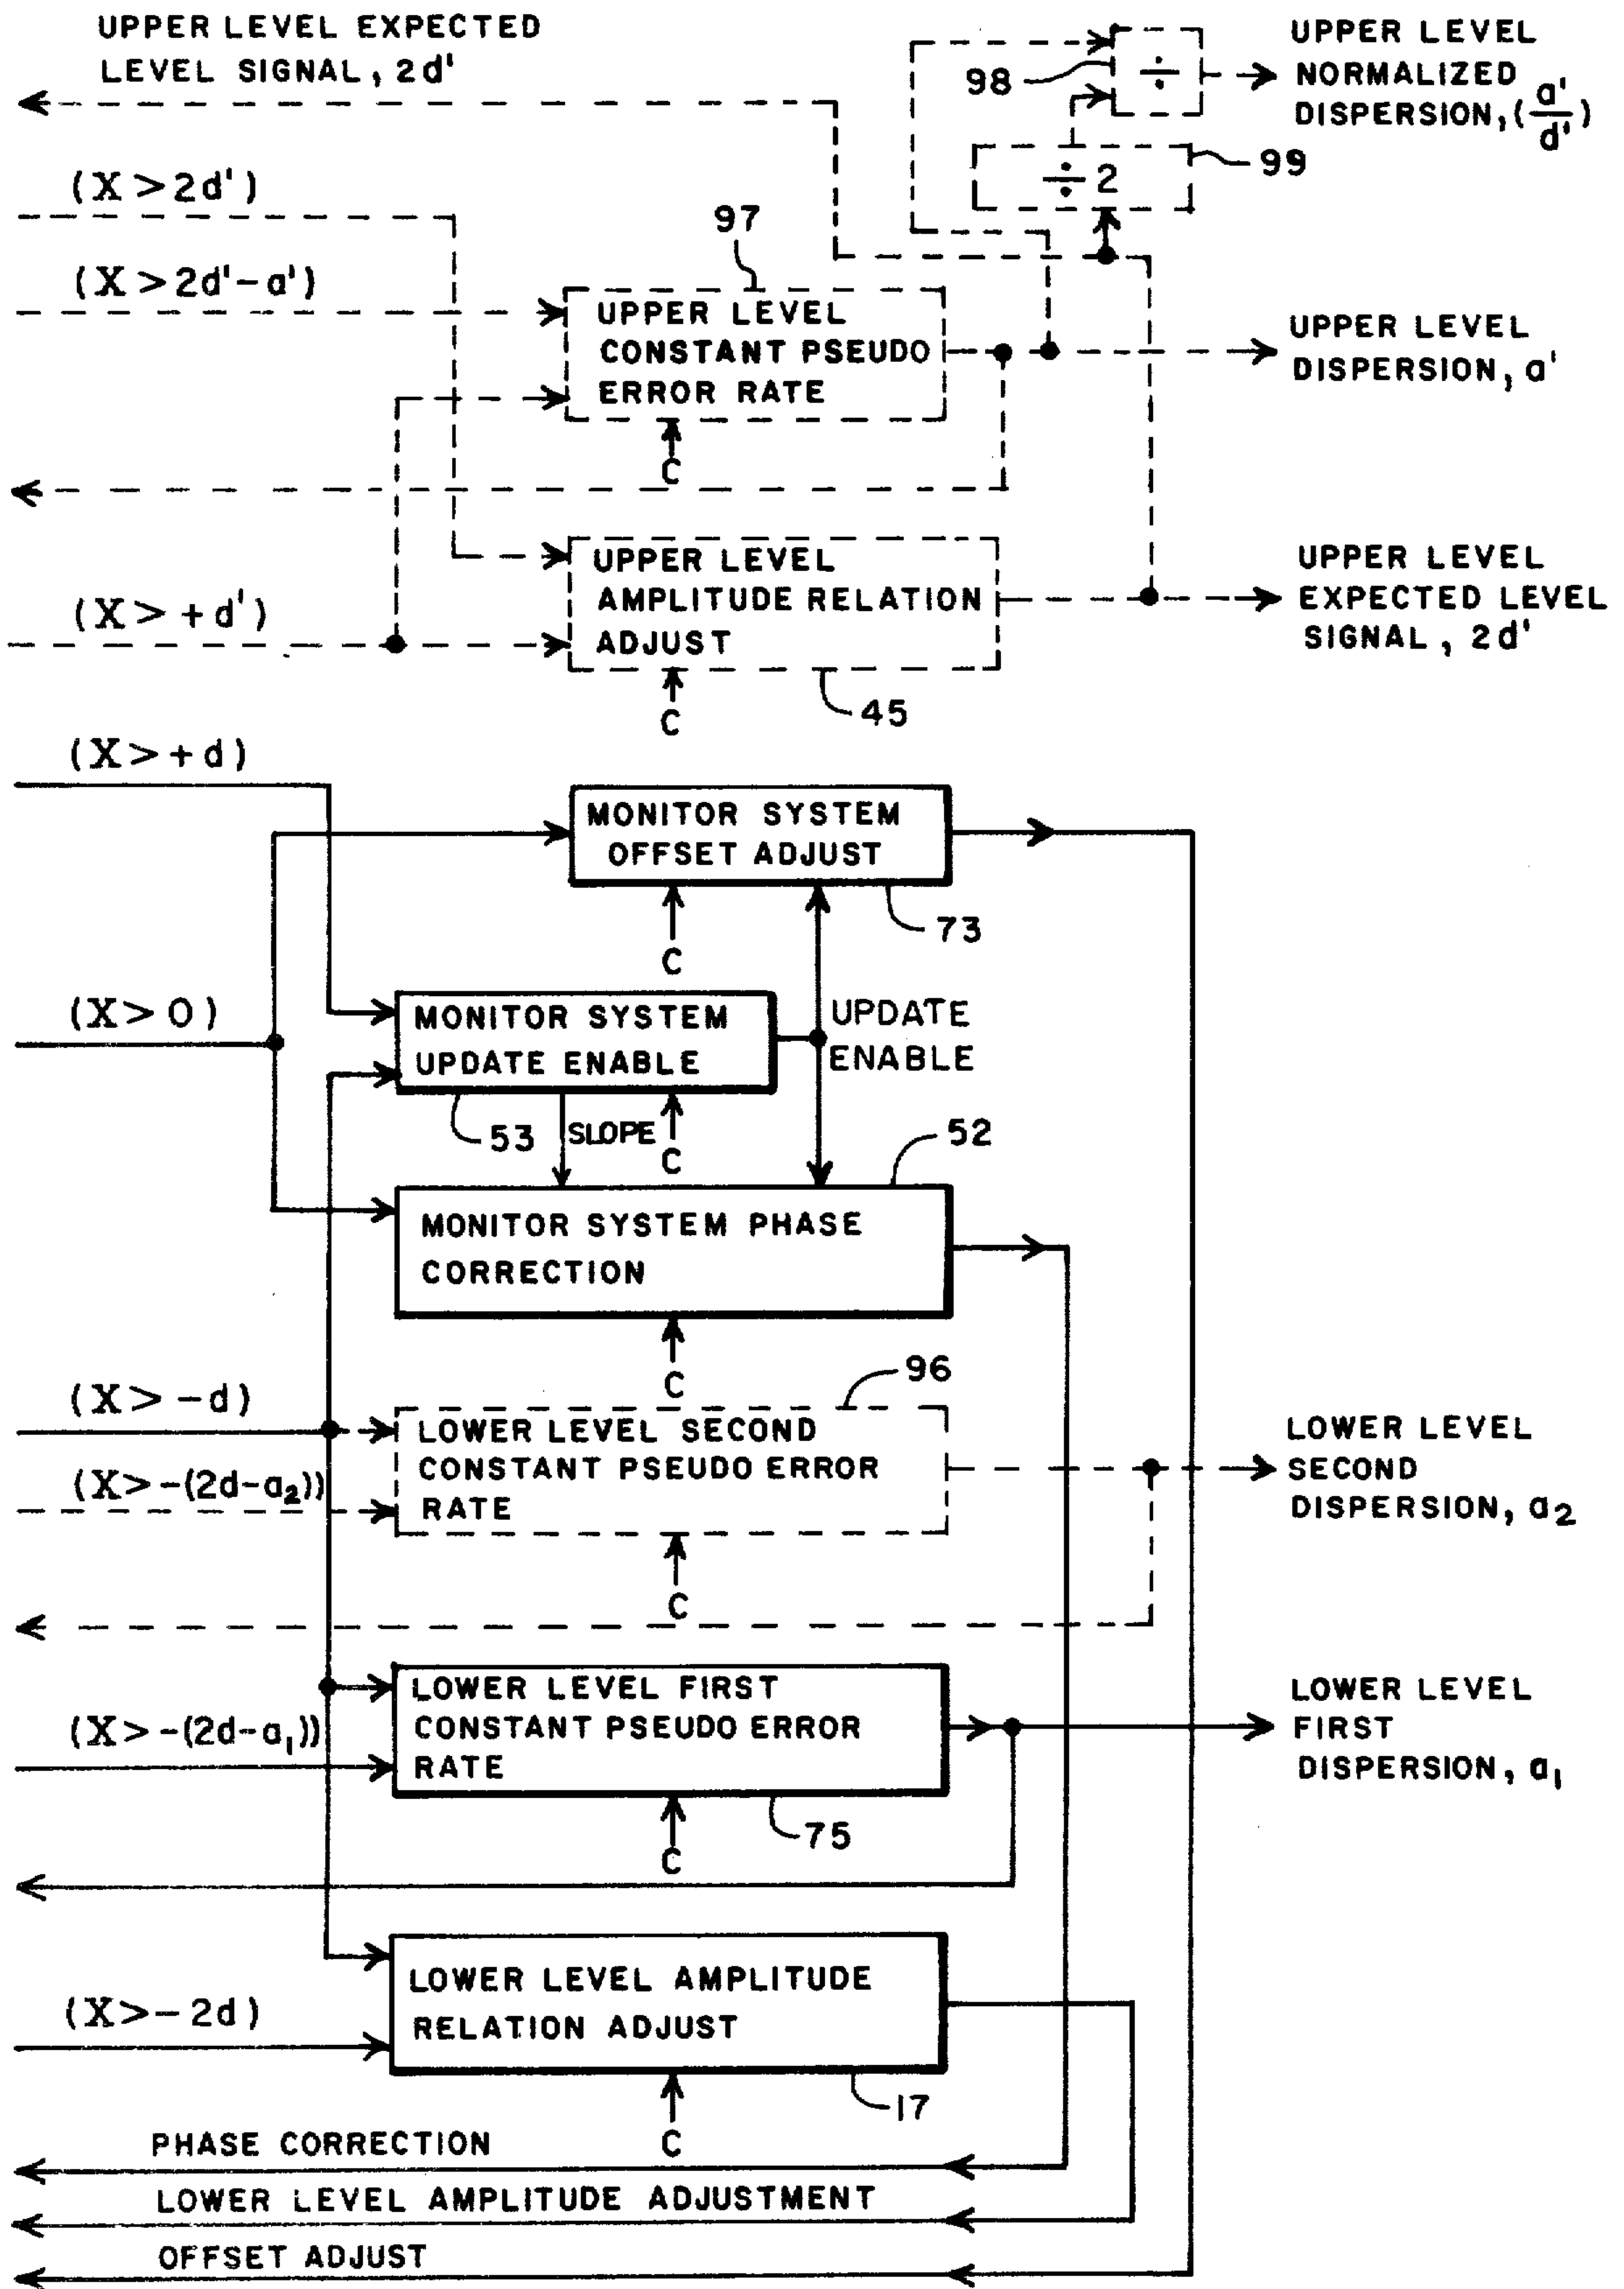 UPPER LEVEL EXPECTED
LEVEL SIGNAL, 2d'
98
÷
UPPER LEVEL
NORMALIZED
DISPERSION, (a'/d')
÷ 2
99
(X > 2d')
97
(X > 2d' - a')
UPPER LEVEL
CONSTANT PSEUDO
ERROR RATE
C
UPPER LEVEL
DISPERSION, a'
UPPER LEVEL
AMPLITUDE RELATION
ADJUST
C
45
UPPER LEVEL
EXPECTED LEVEL
SIGNAL, 2d'
(X > + d')
(X > + d)
MONITOR SYSTEM
OFFSET ADJUST
C
73
(X > 0)
MONITOR SYSTEM
UPDATE ENABLE
UPDATE
ENABLE
53
SLOPE
C
52
MONITOR SYSTEM PHASE
CORRECTION
C
96
(X > - d)
LOWER LEVEL SECOND
CONSTANT PSEUDO ERROR
RATE
(X > -(2d - a₂))
C
LOWER LEVEL
SECOND
DISPERSION, a₂
LOWER LEVEL FIRST
CONSTANT PSEUDO ERROR
RATE
(X > -(2d - a₁))
C
75
LOWER LEVEL
FIRST
DISPERSION, a₁
LOWER LEVEL AMPLITUDE
RELATION ADJUST
(X > - 2d)
C
17
PHASE CORRECTION
LOWER LEVEL AMPLITUDE ADJUSTMENT
OFFSET ADJUST